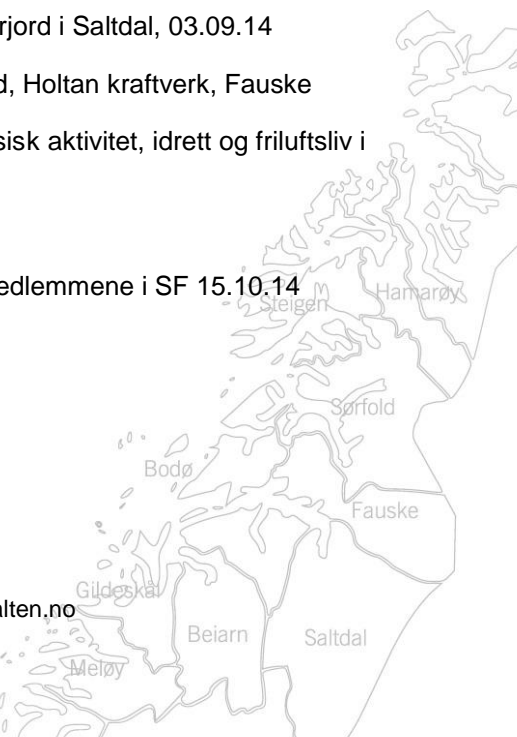 rjord i Saltdal, 03.09.14
d, Holtan kraftverk, Fauske
sisk aktivitet, idrett og friluftsliv i
edlemmene i SF 15.10.14
Steigen
Hamarøy
Sørfold
Bodø
Fauske
Gildeskål
alten.no
Beiarn
Saltdal
Meløy